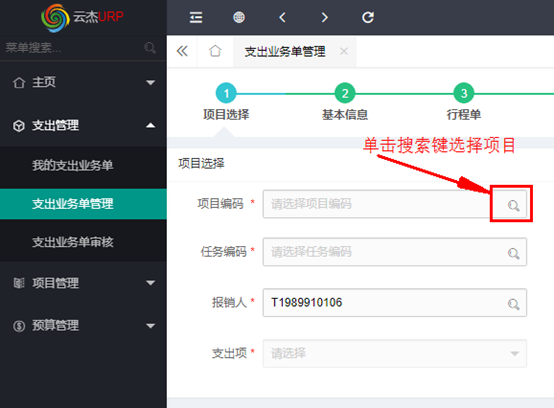 云杰URP
菜单搜索...
主页
支出管理
我的支出业务单
支出业务单管理
支出业务单审核
项目管理
预算管理
支出业务单管理 ×
1 2 3
项目选择 基本信息 行程单
单击搜索键选择项目
项目选择
项目编码 * 请选择项目编码
任务编码 * 请选择任务编码
报销人 * T1989910106
支出项 * 请选择